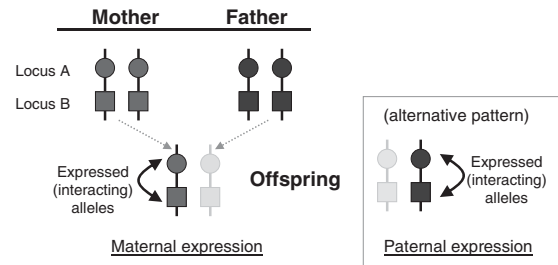 Mother Father
Locus A
Locus B
Expressed
(interacting)
alleles
Offspring
Maternal expression
(alternative pattern)
Expressed
(interacting)
alleles
Paternal expression